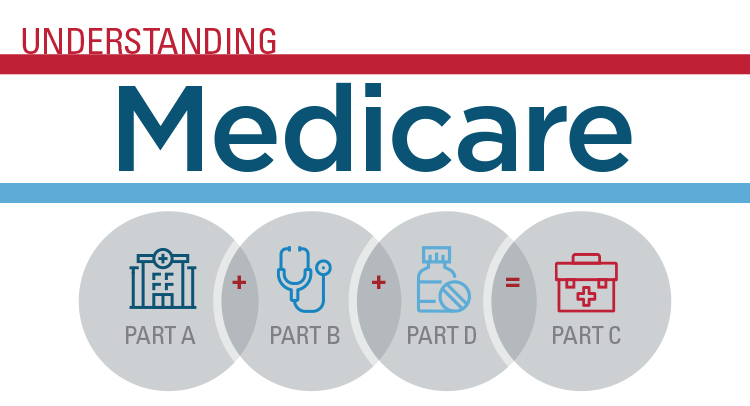 UNDERSTANDING
Medicare
+ + =
PART A PART B PART D PART C